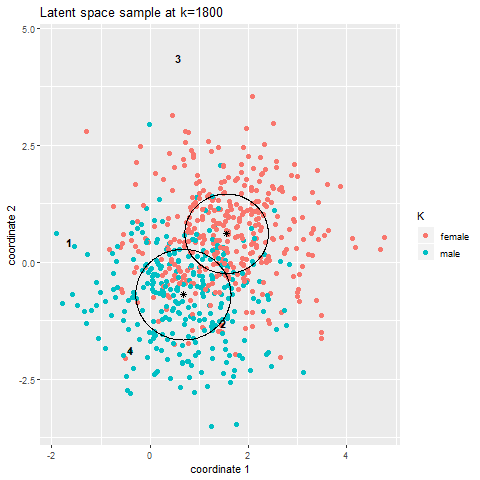 Latent space sample at k=1800
5.0
3
K
2.5
female
male
1
0.0
coordinate 2
2
4
-2.5
-2
0
2
4
coordinate 1